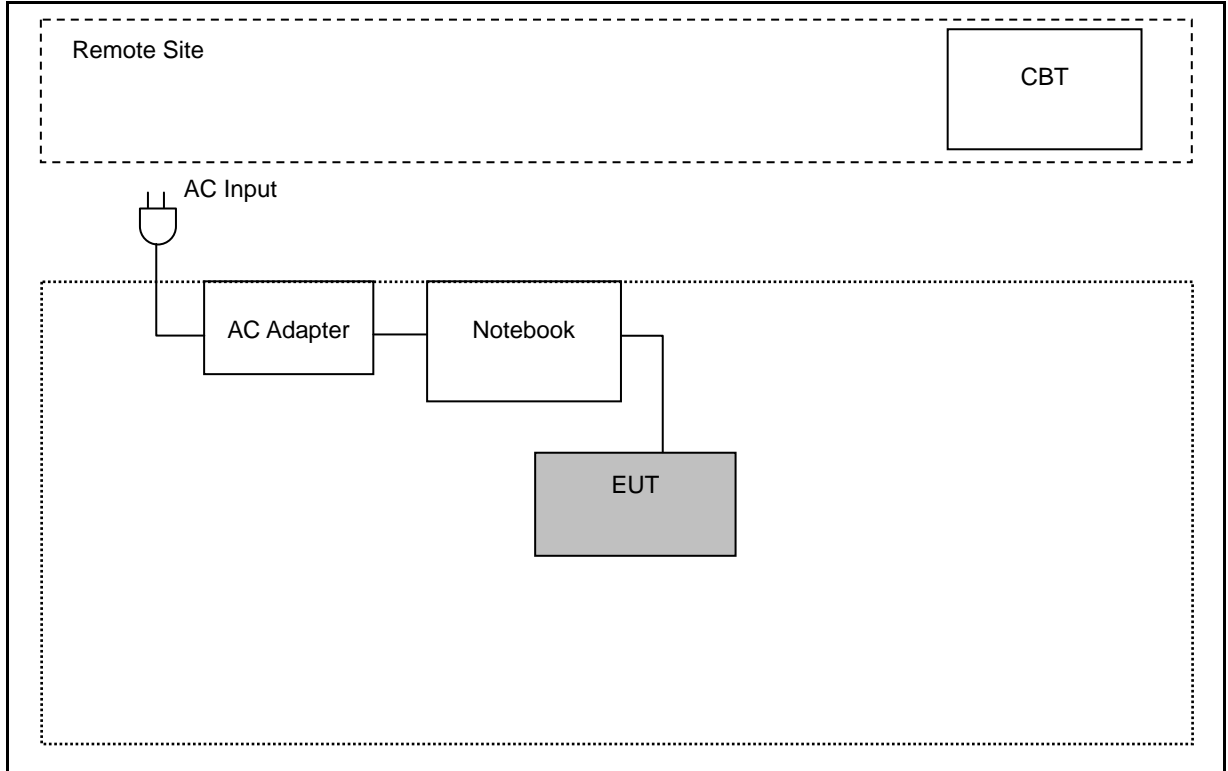 Remote Site
CBT
AC Input
AC Adapter
Notebook
EUT